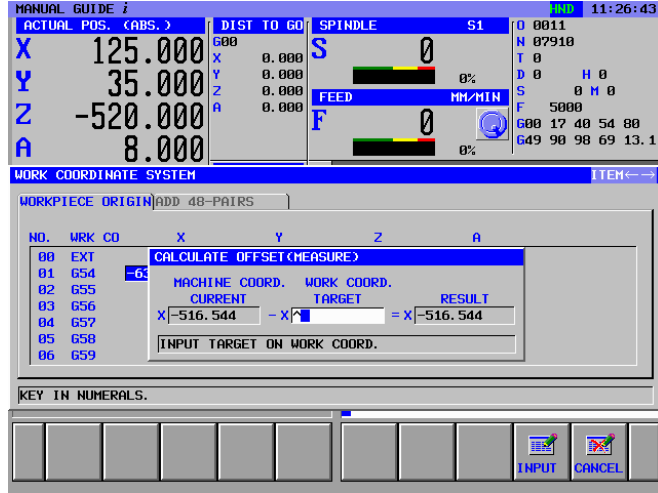 MANUAL GUIDE i HND 11:26:43
ACTUAL POS. (ABS.) DIST TO GO SPINDLE S1 O 0011
X 125.000 G00 S 0 N 07910
X 0.000 T 0
Y 35.000 Y 0.000 0% D 0 H 0
Z 0.000 FEED MM/MIN S 0 M 0
Z -520.000 A 0.000 F 0 F 5000
G00 17 40 54 80
A 8.000 0% G49 90 98 69 13.1
WORK COORDINATE SYSTEM ITEM←→
WORKPIECE ORIGIN ADD 48-PAIRS
NO. WRK CO X Y Z A
00 EXT CALCULATE OFFSET(MEASURE)
01 G54 -63
02 G55 MACHINE COORD. WORK COORD.
03 G56 CURRENT TARGET RESULT
04 G57 X -516.544 - X ^ = X -516.544
05 G58
06 G59 INPUT TARGET ON WORK COORD.
KEY IN NUMERALS.
INPUT CANCEL